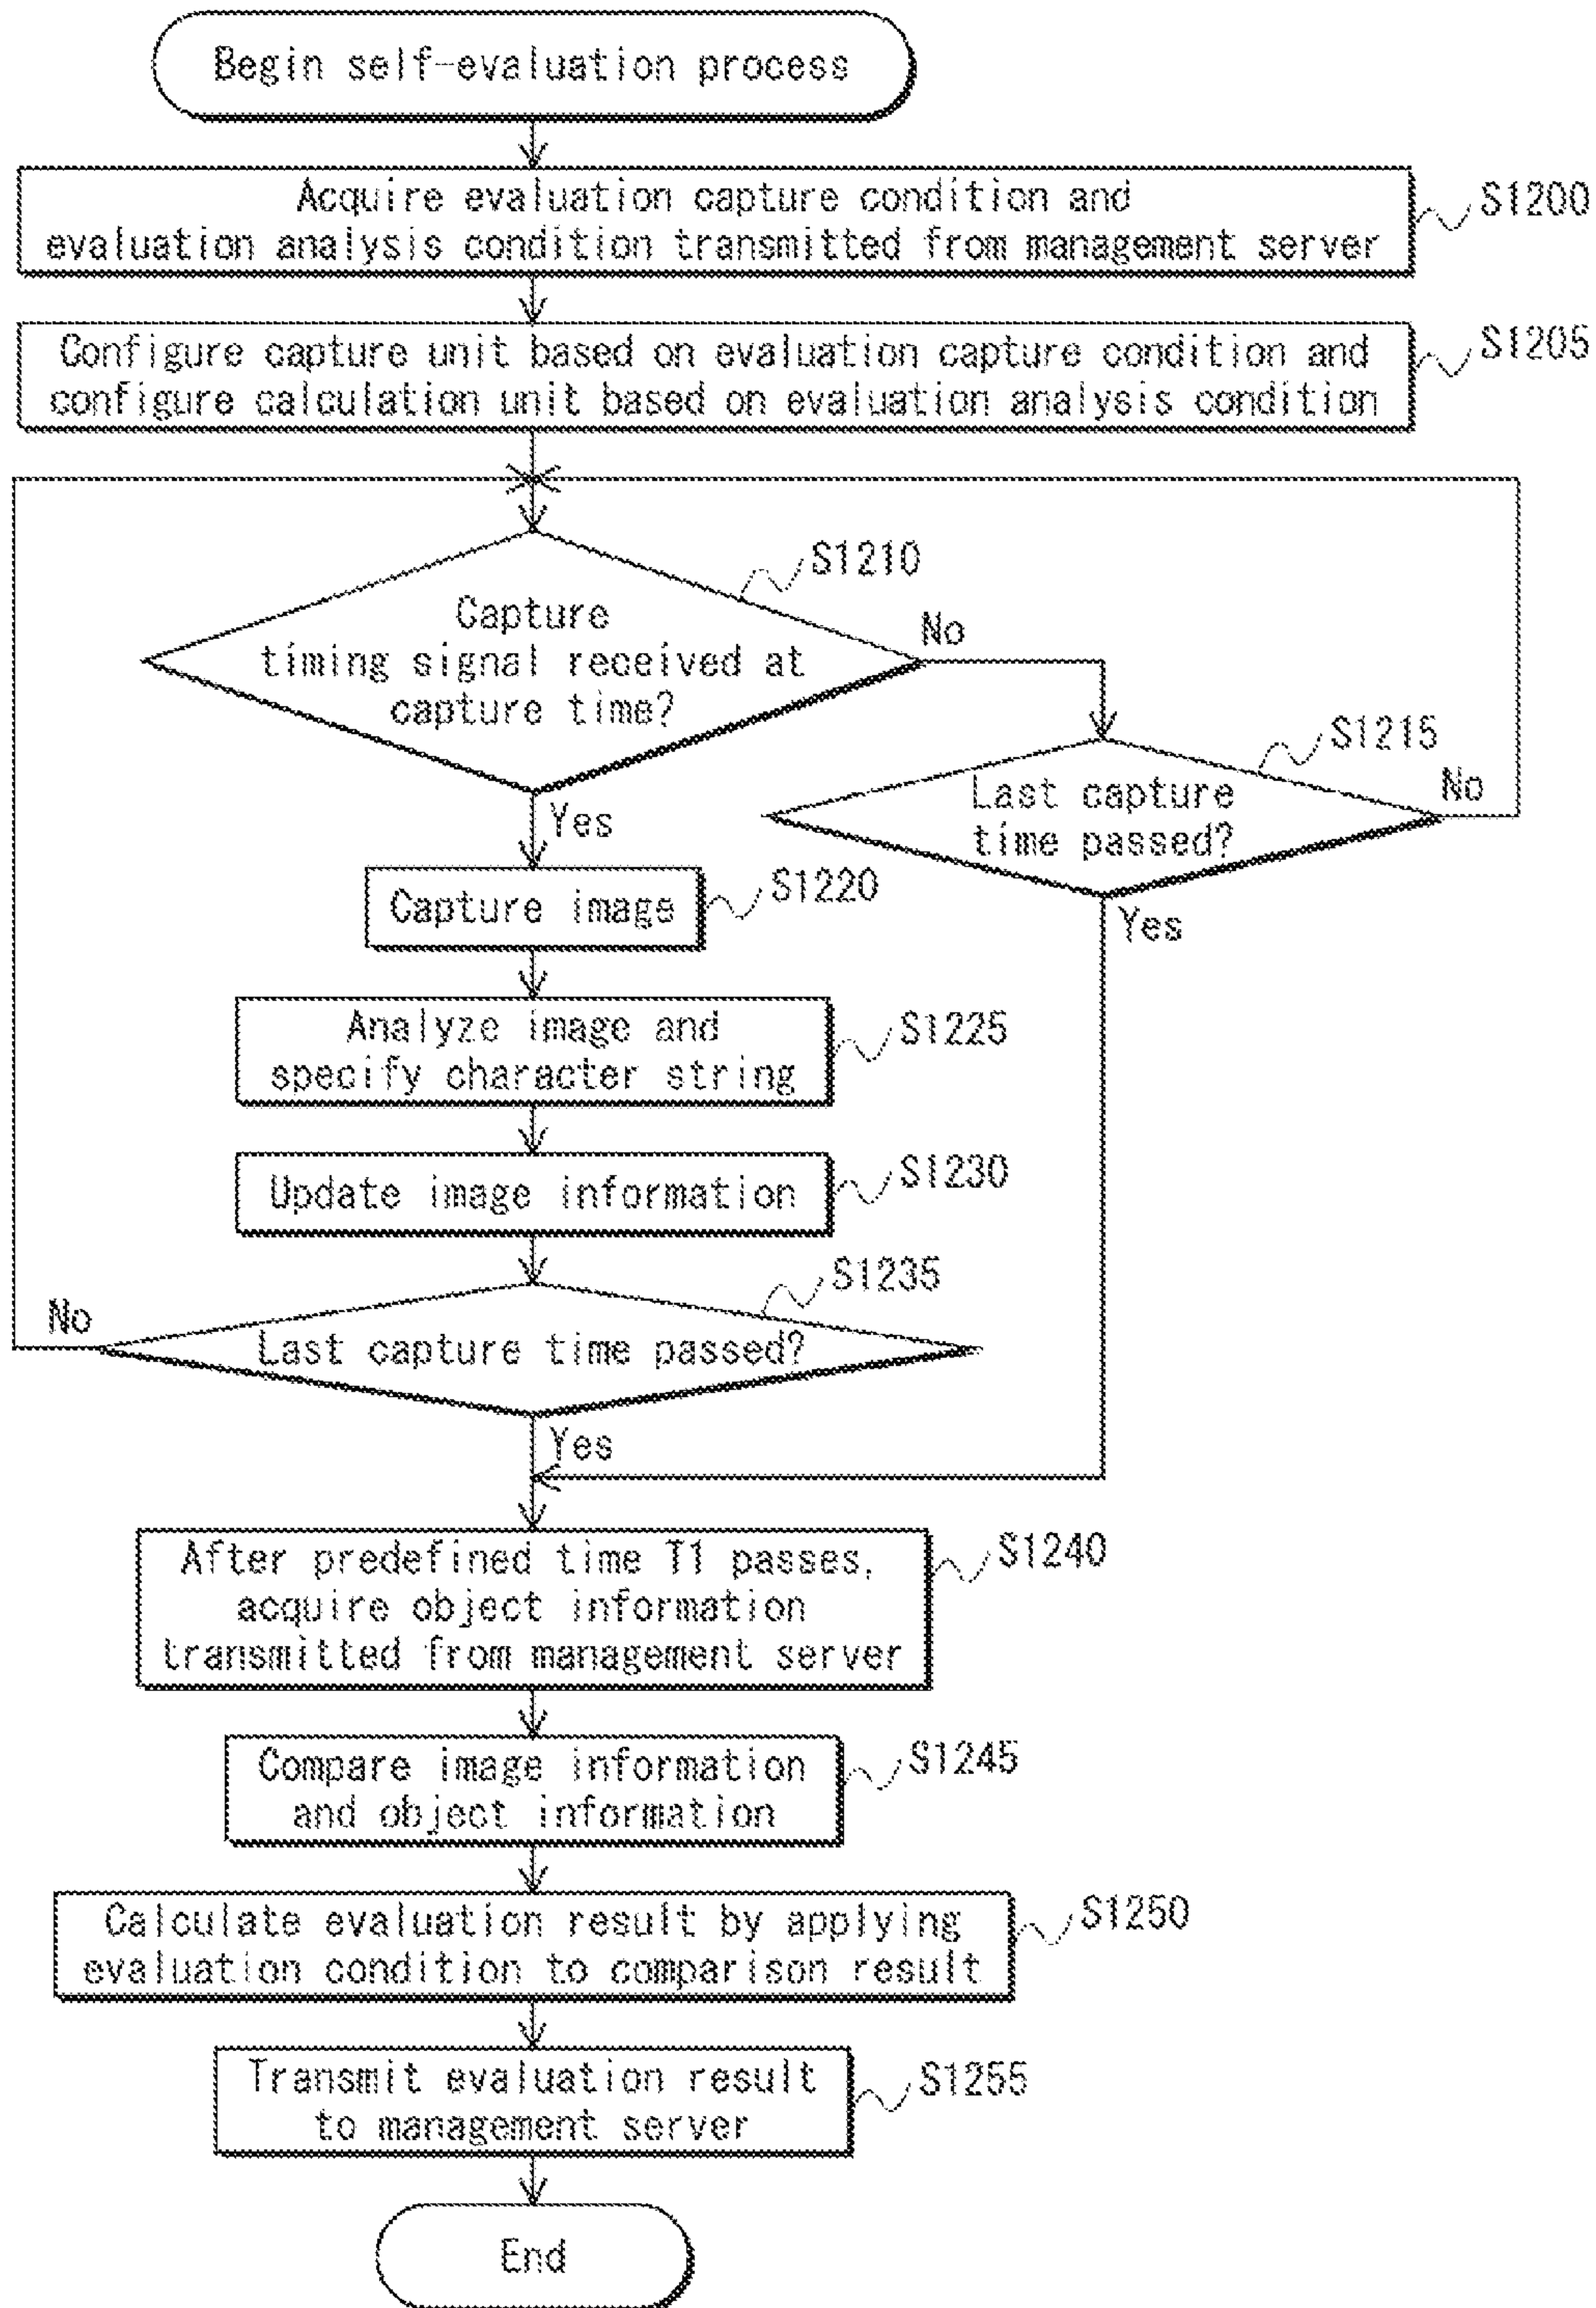 Begin self-evaluation process
Acquire evaluation capture condition and
evaluation analysis condition transmitted from management server
S1200
Configure capture unit based on evaluation capture condition and
configure calculation unit based on evaluation analysis condition
S1205
Capture
timing signal received at
capture time?
S1210
No
Yes
Last capture
time passed?
S1215
No
Yes
Capture image
S1220
Analyze image and
specify character string
S1225
Update image information
S1230
Last capture time passed?
S1235
No
Yes
After predefined time T1 passes,
acquire object information
transmitted from management server
S1240
Compare image information
and object information
S1245
Calculate evaluation result by applying
evaluation condition to comparison result
S1250
Transmit evaluation result
to management server
S1255
End